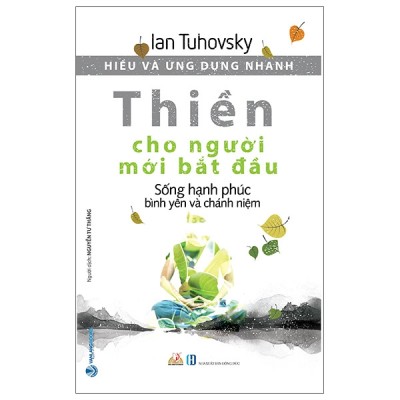 Ian Tuhovsky
HIỂU VÀ ỨNG DỤNG NHANH
Thiền
cho người
mới bắt đầu
Sống hạnh phúc
bình yên và chánh niệm
Người dịch: NGUYỄN TƯ THẮNG